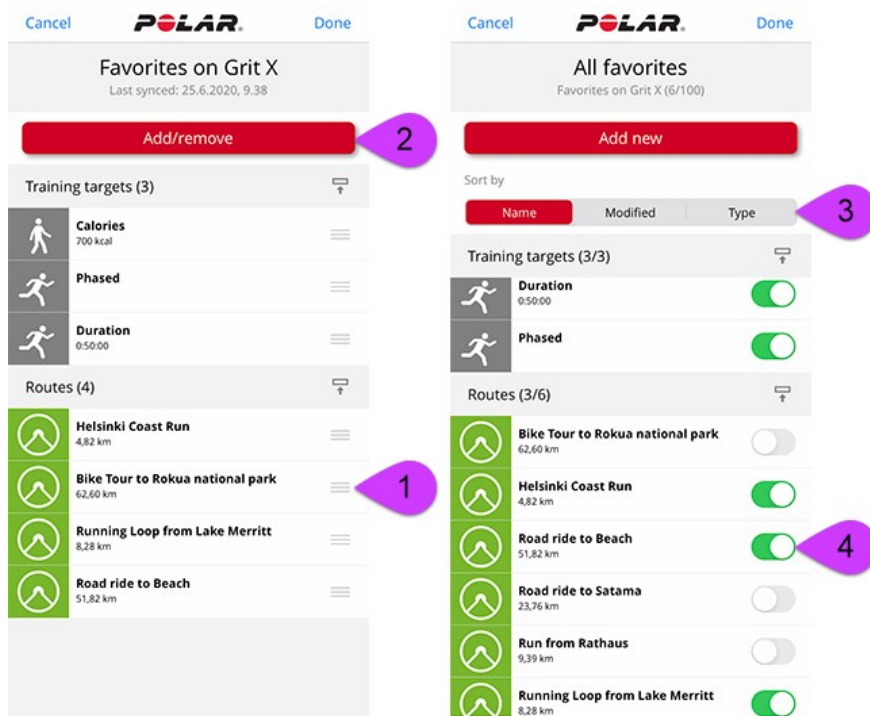 Cancel
POLAR.
Done
Favorites on Grit X
Last synced: 25.6.2020, 9.38
Add/remove
2
Training targets (3)
Calories
700 kcal
Phased
Duration
0:50:00
Routes (4)
Helsinki Coast Run
4,82 km
Bike Tour to Rokua national park
62,60 km
1
Running Loop from Lake Merritt
8,28 km
Road ride to Beach
51,82 km
Cancel
POLAR.
Done
All favorites
Favorites on Grit X (6/100)
Add new
Sort by
Name Modified Type
3
Training targets (3/3)
Duration
0:50:00
Phased
Routes (3/6)
Bike Tour to Rokua national park
62,60 km
Helsinki Coast Run
4,82 km
Road ride to Beach
51,82 km
4
Road ride to Satama
23,76 km
Run from Rathaus
9,39 km
Running Loop from Lake Merritt
8,28 km